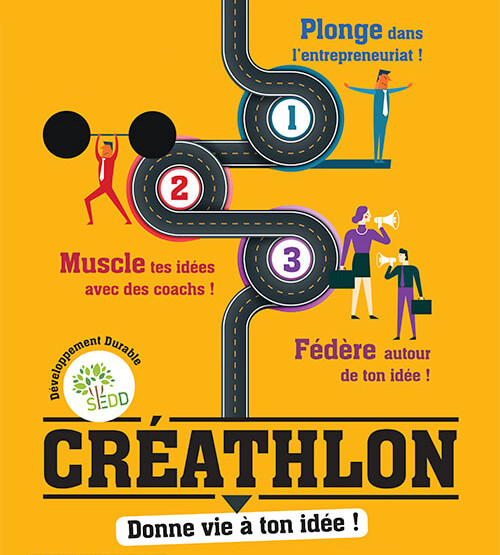 Plonge dans
l'entrepreneuriat !
1
2
Muscle tes idées
avec des coachs !
3
Fédère autour
de ton idée !
Développement Durable
SEDD
CRÉATHLON
Donne vie à ton idée !